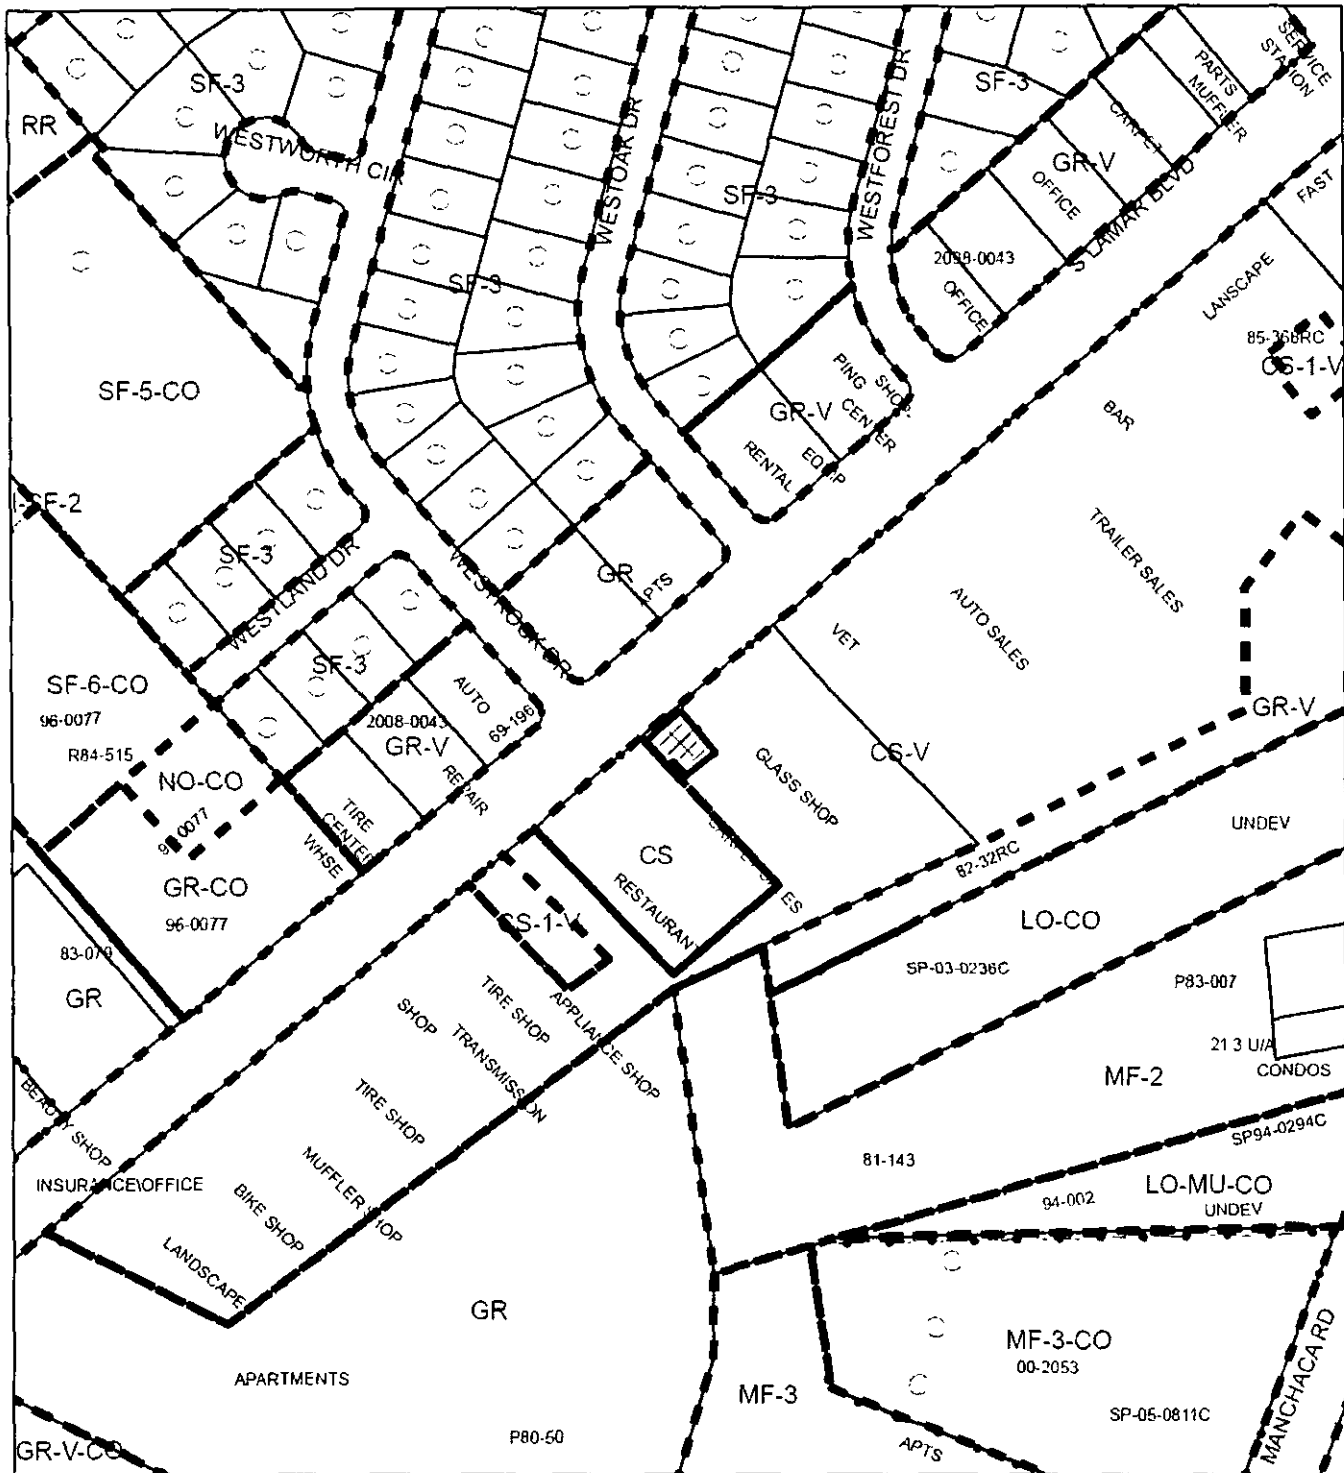 SF-3
RR
WESTWORTH CIR
WESTOAK DR
WESTFOREST DR
SF-3
SF-3
SF-3
SERVICE
STATION
PARTS
MUFFLER
CARPET
GR-V
OFFICE
S LAMAR BLVD
FAST
2008-0043
OFFICE
LANSCAPE
85-368RC
CS-1-V
SF-5-CO
SHOP-
PING
CENTER
GR-V
EQUIP
RENTAL
BAR
SF-3
WESTLAND DR
WESTROCK DR
GR
TRAILER SALES
AUTO SALES
VET
SF-3
SF-6-CO
96-0077
R84-515
NO-CO
AUTO
REPAIR
69-196
2008-0043
GR-V
TIRE
CENTER
WHSE
GLASS SHOP
CS-V
GR-V
UNDEV
82-32RC
CS
RESTAURANT
GR-CO
96-0077
83-079
GR
CS-1-V
LO-CO
SP-03-0236C
P83-007
21 3 U/A
CONDOS
MF-2
APPLIANCE SHOP
TIRE SHOP
TRANSMISSION
SHOP
TIRE SHOP
MUFFLER SHOP
BIKE SHOP
LANDSCAPE
BEAUTY SHOP
INSURANCE\OFFICE
81-143
SP94-0294C
94-002
LO-MU-CO
UNDEV
GR
APARTMENTS
P80-50
GR-V-CO
MF-3
MF-3-CO
00-2053
SP-05-0811C
APTS
MANCHACA RD